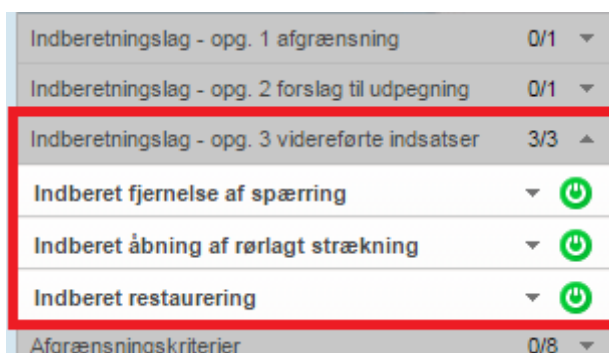 Indberetningslag - opg. 1 afgrænsning 0/1
Indberetningslag - opg. 2 forslag til udpegning 0/1
Indberetningslag - opg. 3 videreførte indsatser 3/3
Indberet fjernelse af spærring
Indberet åbning af rørlagt strækning
Indberet restaurering
Afgrænsningskriterier 0/8